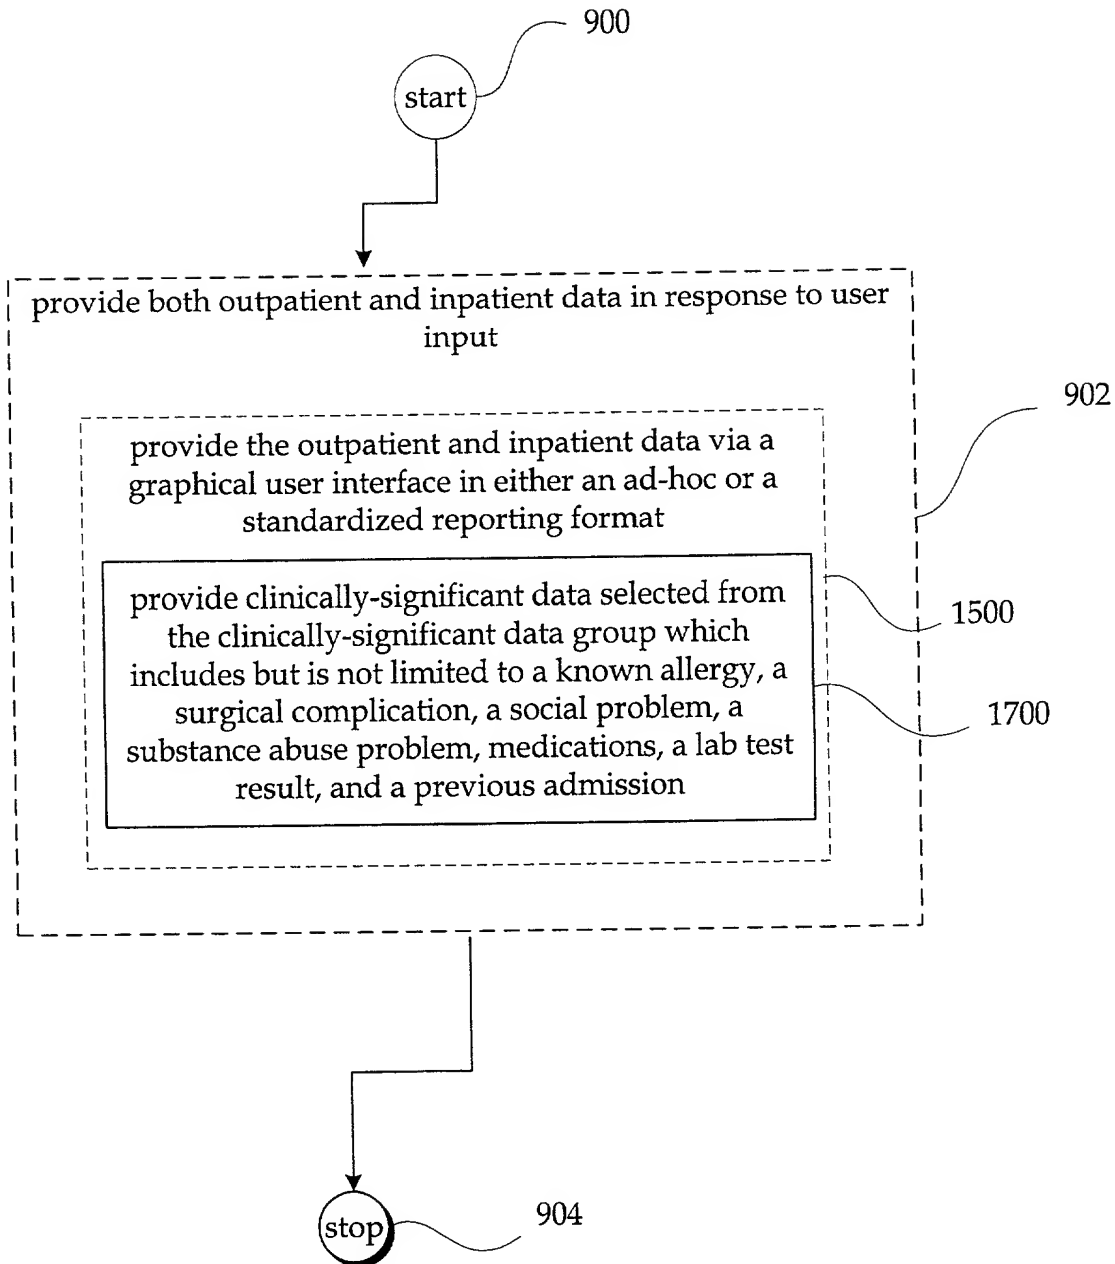 900
start
provide both outpatient and inpatient data in response to user
input
902
provide the outpatient and inpatient data via a
graphical user interface in either an ad-hoc or a
standardized reporting format
provide clinically-significant data selected from
the clinically-significant data group which
includes but is not limited to a known allergy, a
surgical complication, a social problem, a
substance abuse problem, medications, a lab test
result, and a previous admission
1500
1700
stop
904